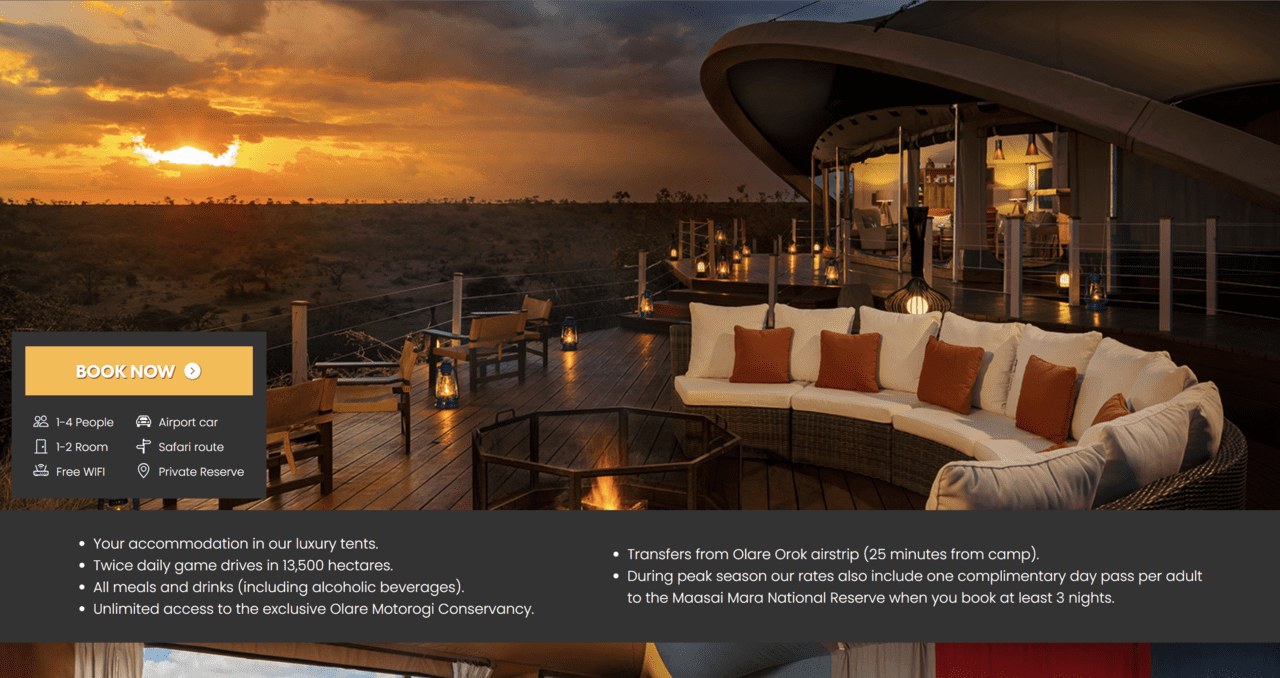 BOOK NOW
1-4 People
Airport car
1-2 Room
Safari route
Free WIFI
Private Reserve
Your accommodation in our luxury tents.
Twice daily game drives in 13,500 hectares.
All meals and drinks (including alcoholic beverages).
Unlimited access to the exclusive Olare Motorogi Conservancy.
Transfers from Olare Orok airstrip (25 minutes from camp).
During peak season our rates also include one complimentary day pass per adult
to the Maasai Mara National Reserve when you book at least 3 nights.